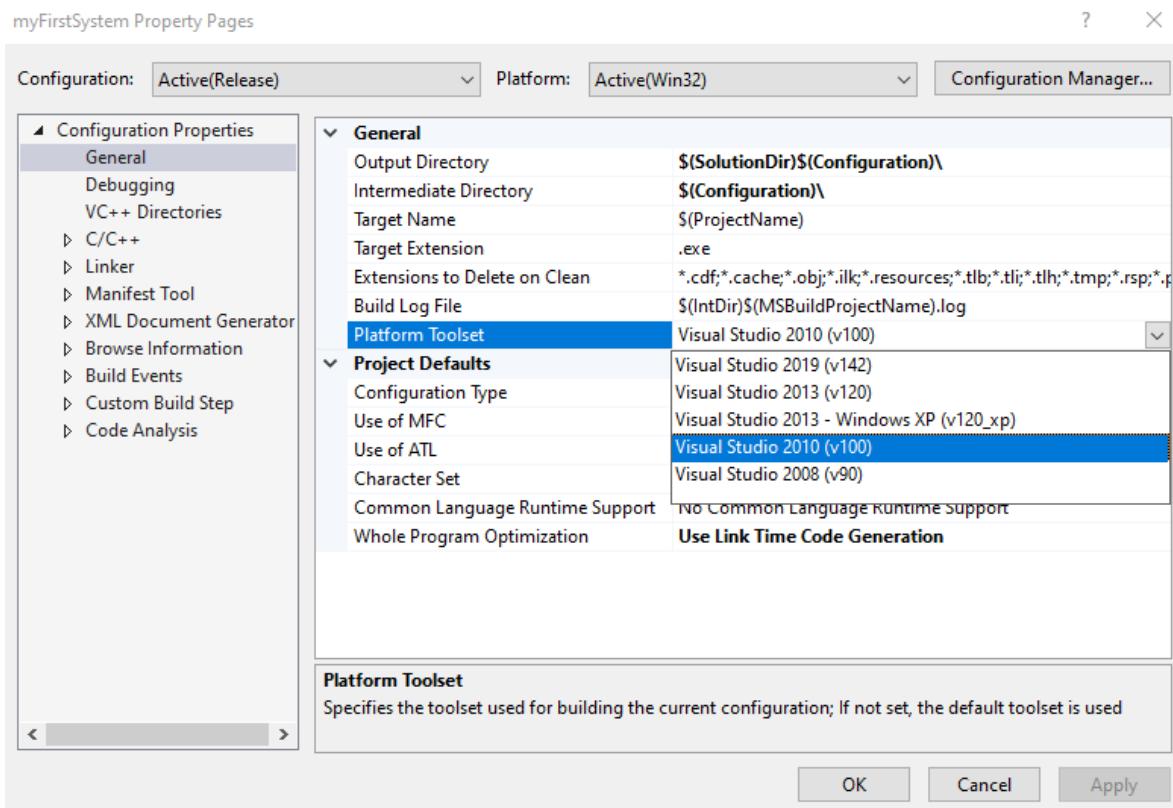 myFirstSystem Property Pages ? ×
Configuration: Active(Release) Platform: Active(Win32) Configuration Manager...
Configuration Properties
General
Debugging
VC++ Directories
C/C++
Linker
Manifest Tool
XML Document Generator
Browse Information
Build Events
Custom Build Step
Code Analysis
General
Output Directory $(SolutionDir)$(Configuration)\
Intermediate Directory $(Configuration)\
Target Name $(ProjectName)
Target Extension .exe
Extensions to Delete on Clean *.cdf;*.cache;*.obj;*.ilk;*.resources;*.tlb;*.tli;*.tlh;*.tmp;*.rsp;
Build Log File $(IntDir)$(MSBuildProjectName).log
Platform Toolset Visual Studio 2010 (v100)
Project Defaults
Configuration Type
Use of MFC
Use of ATL
Character Set
Common Language Runtime Support No Common Language Runtime Support
Whole Program Optimization Use Link Time Code Generation
Visual Studio 2019 (v142)
Visual Studio 2013 (v120)
Visual Studio 2013 - Windows XP (v120_xp)
Visual Studio 2010 (v100)
Visual Studio 2008 (v90)
Platform Toolset
Specifies the toolset used for building the current configuration; If not set, the default toolset is used
OK Cancel Apply